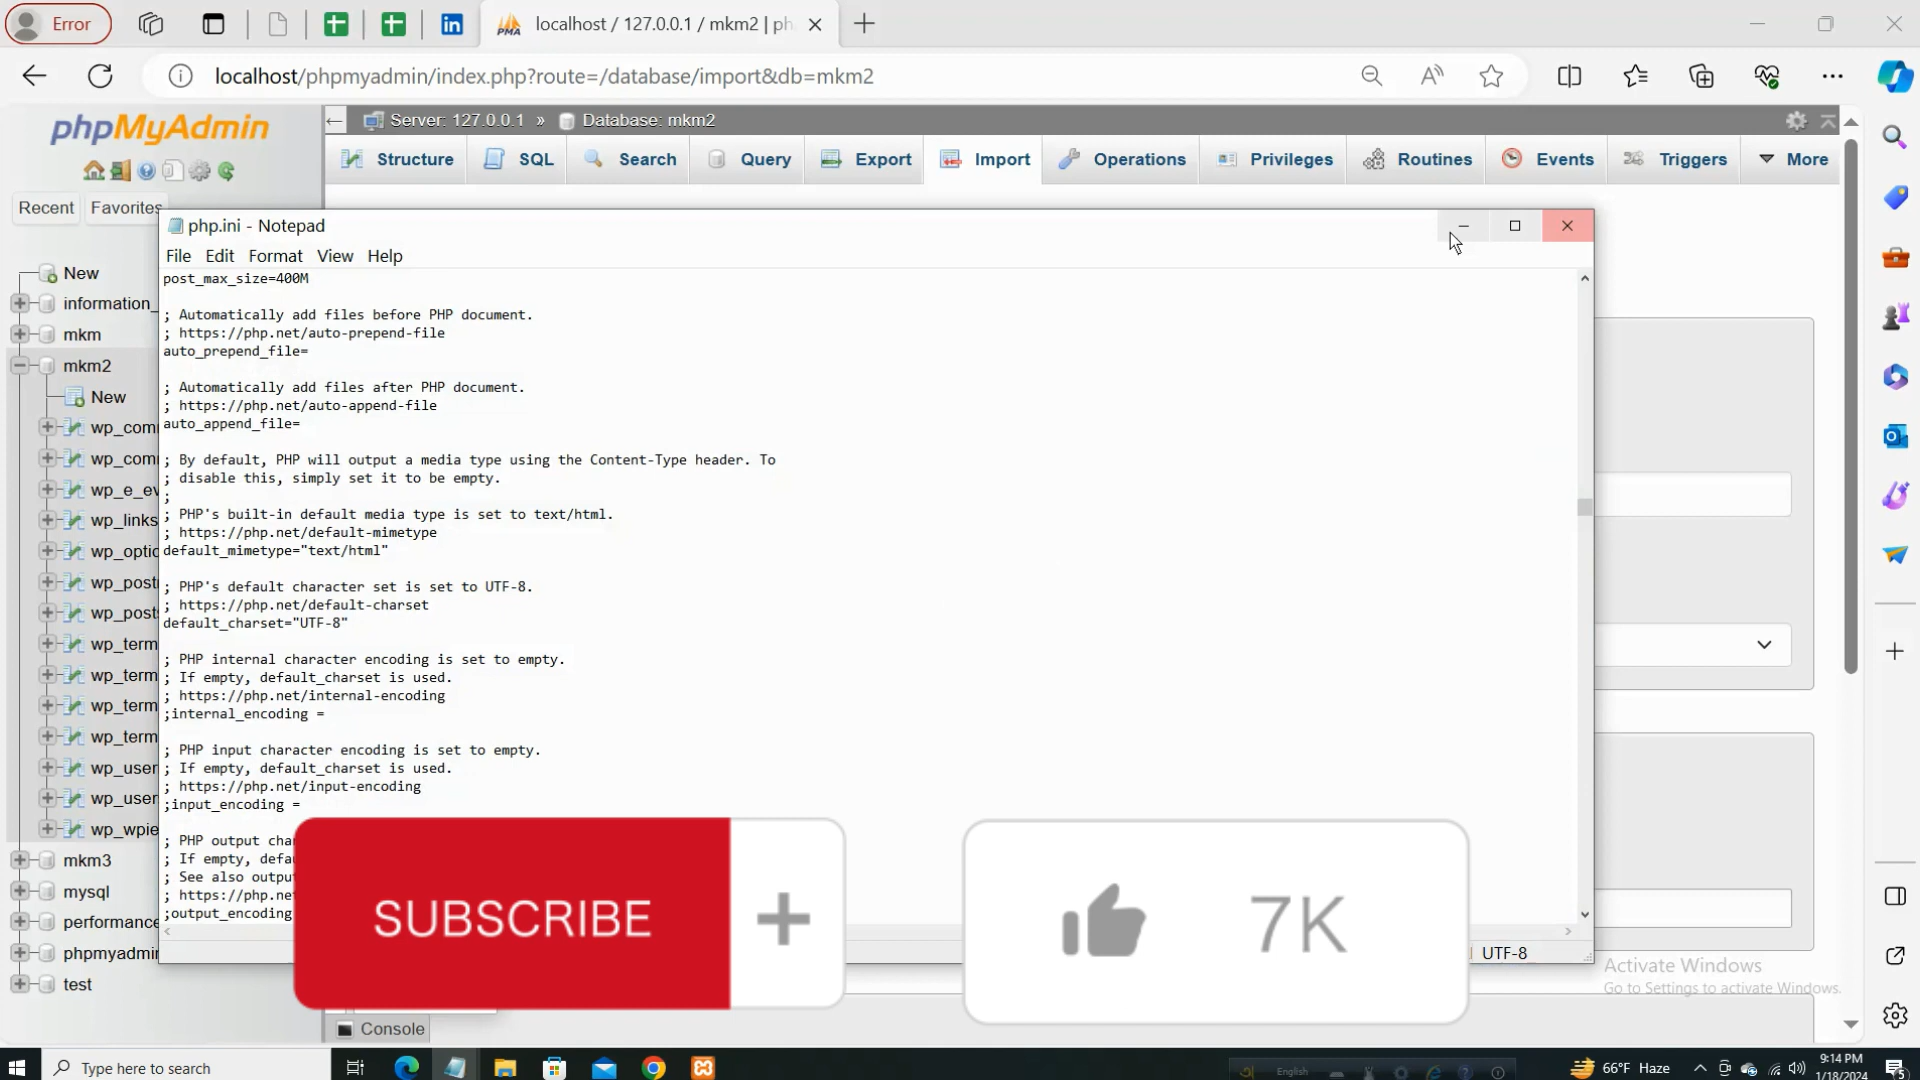 Error
localhost / 127.0.0.1 / mkm2 | ph
localhost/phpmyadmin/index.php?route=/database/import&db=mkm2
phpMyAdmin
Server: 127.0.0.1 » Database: mkm2
Structure SQL Search Query Export Import Operations Privileges Routines Events Triggers More
Recent Favorites
New
information_
mkm
mkm2
New
wp_com
wp_com
wp_e_ev
wp_links
wp_optio
wp_post
wp_posts
wp_term
wp_term
wp_term
wp_term
wp_user
wp_user
wp_wpie
mkm3
mysql
performance
phpmyadmin
test
php.ini - Notepad
File Edit Format View Help
post_max_size=400M
; Automatically add files before PHP document.
; https://php.net/auto-prepend-file
auto_prepend_file=
; Automatically add files after PHP document.
; https://php.net/auto-append-file
auto_append_file=
; By default, PHP will output a media type using the Content-Type header. To
; disable this, simply set it to be empty.
;
; PHP's built-in default media type is set to text/html.
; https://php.net/default-mimetype
default_mimetype="text/html"
; PHP's default character set is set to UTF-8.
; https://php.net/default-charset
default_charset="UTF-8"
; PHP internal character encoding is set to empty.
; If empty, default_charset is used.
; https://php.net/internal-encoding
;internal_encoding =
; PHP input character encoding is set to empty.
; If empty, default_charset is used.
; https://php.net/input-encoding
;input_encoding =
; PHP output cha
; If empty, defa
; See also outpu
; https://php.ne
;output_encoding
UTF-8
SUBSCRIBE +
7K
Activate Windows
Go to Settings to activate Windows.
Console
Type here to search
English
66°F Haze
9:14 PM
1/18/2024
5